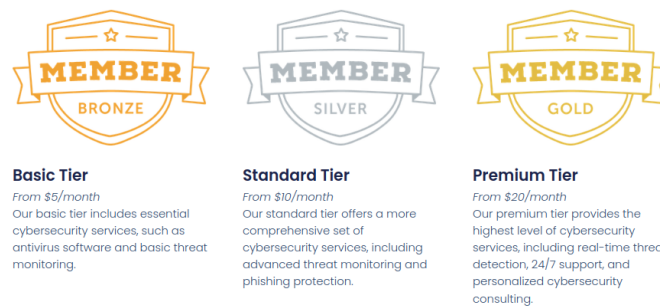 MEMBER
BRONZE
Basic Tier
From $5/month
Our basic tier includes essential
cybersecurity services, such as
antivirus software and basic threat
monitoring.
MEMBER
SILVER
Standard Tier
From $10/month
Our standard tier offers a more
comprehensive set of
cybersecurity services, including
advanced threat monitoring and
phishing protection.
MEMBER
GOLD
Premium Tier
From $20/month
Our premium tier provides the
highest level of cybersecurity
services, including real-time threa
detection, 24/7 support, and
personalized cybersecurity
consulting.